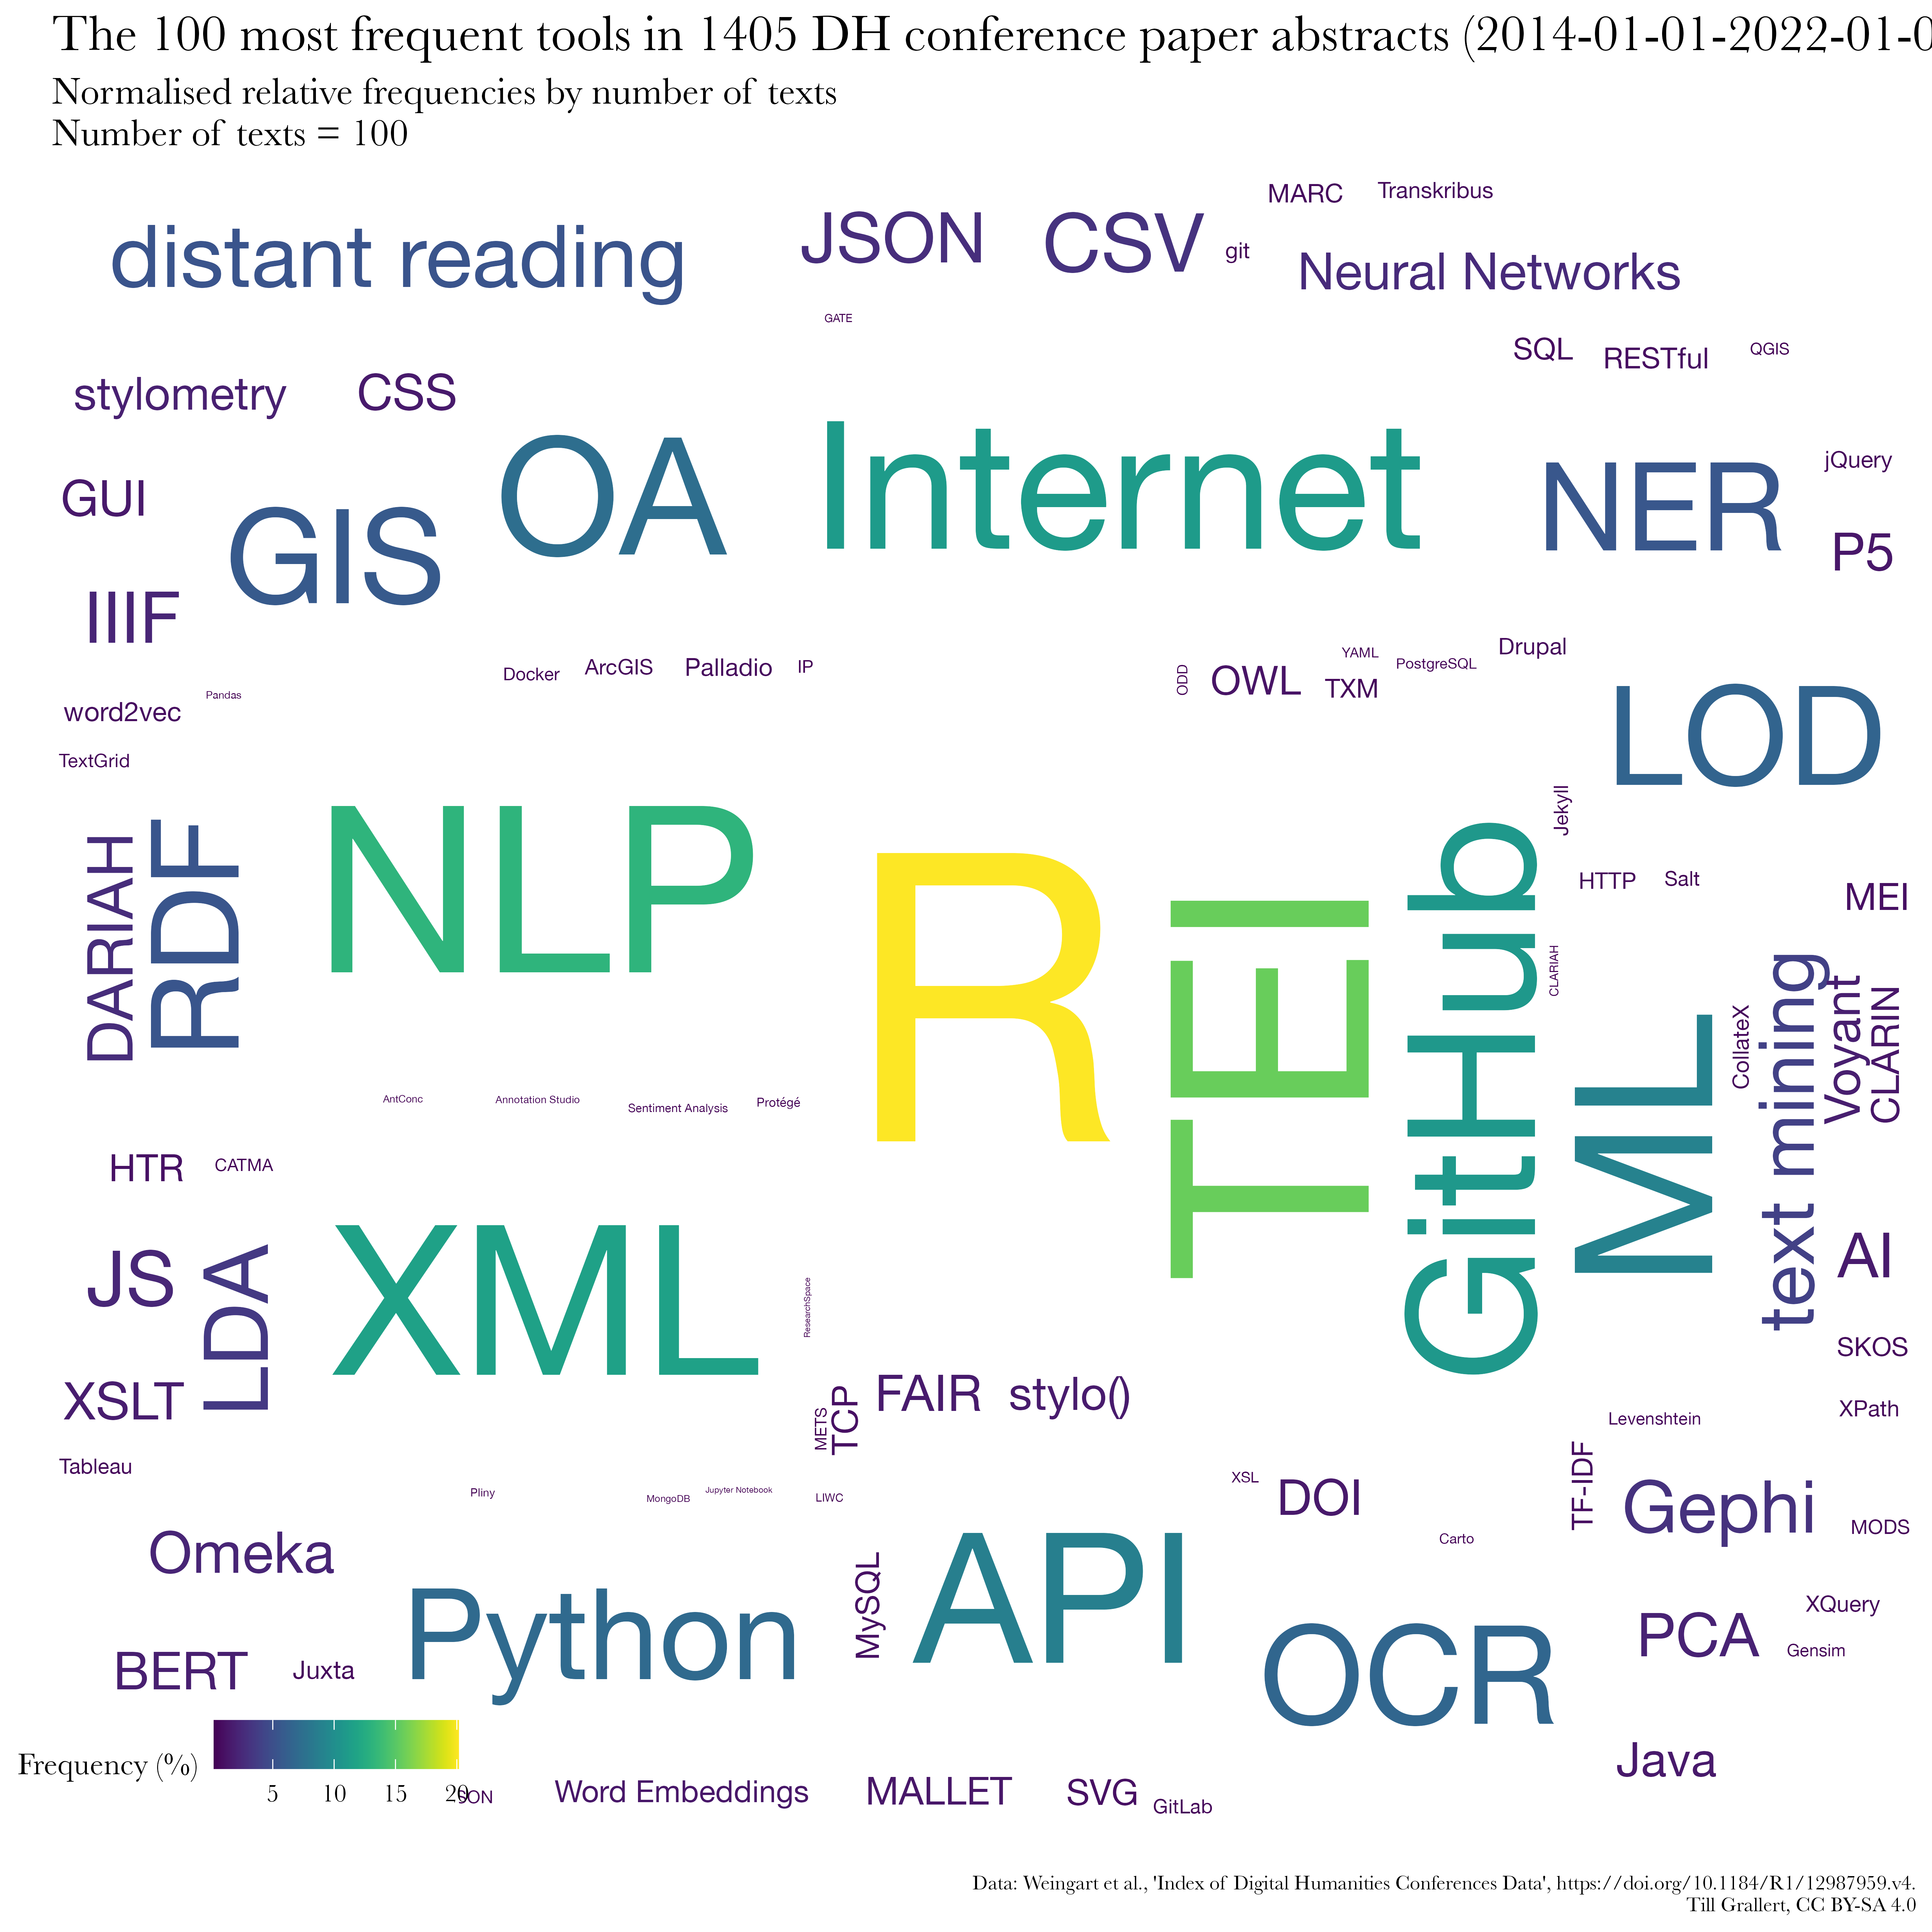 The 100 most frequent tools in 1405 DH conference paper abstracts (2014-01-01-2022-01-0
Normalised relative frequencies by number of texts
Number of texts = 100
MARC Transkribus
distant reading JSON CSV git Neural Networks
GATE
SQL RESTful QGIS
stylometry CSS
OA Internet NER jQuery
GUI GIS P5
IIIF
Docker ArcGIS Palladio IP ODD OWL YAML TXM PostgreSQL Drupal
word2vec Pandas
LOD
TextGrid
Jekyll
DARIAH RDF NLP R TEI GitHub HTTP Salt MEI
CLARIAH
ML CollateX text mining Voyant CLARIN
AntConc Annotation Studio Sentiment Analysis Protégé
HTR CATMA
JS LDA XML ResearchSpace AI
SKOS
XSLT METS TCP FAIR stylo() Levenshtein XPath
Tableau
Pliny MongoDB Jupyter Notebook LIWC XSL DOI TF-IDF Gephi MODS
Carto
Omeka
Python MySQL API OCR PCA XQuery
Gensim
BERT Juxta
Java
Frequency (%)
5 10 15 20
SON Word Embeddings MALLET SVG GitLab
Data: Weingart et al., 'Index of Digital Humanities Conferences Data', https://doi.org/10.1184/R1/12987959.v4.
Till Grallert, CC BY-SA 4.0